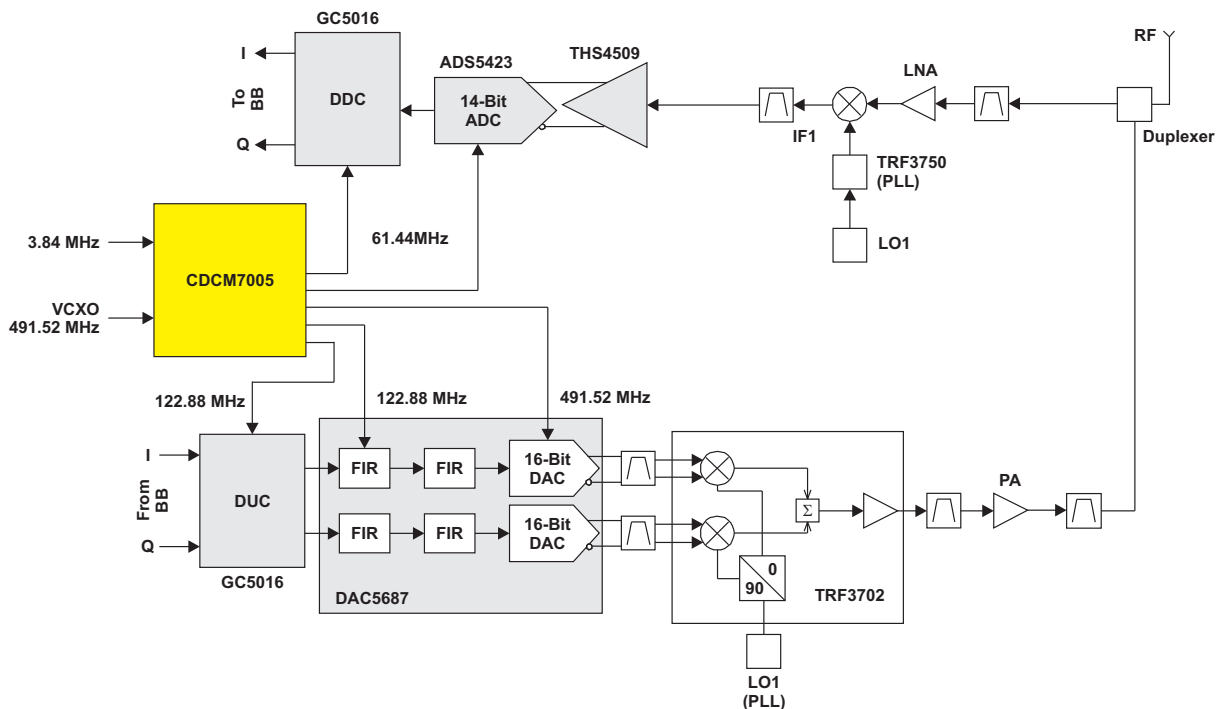 GC5016
I
To
BB
Q
DDC
ADS5423
14-Bit
ADC
THS4509
IF1
LNA
RF
Duplexer
TRF3750
(PLL)
LO1
3.84 MHz
VCXO
491.52 MHz
CDCM7005
61.44MHz
122.88 MHz
122.88 MHz
491.52 MHz
I
From
BB
Q
DUC
GC5016
FIR
FIR
16-Bit
DAC
FIR
FIR
16-Bit
DAC
DAC5687
Σ
0
90
TRF3702
LO1
(PLL)
PA